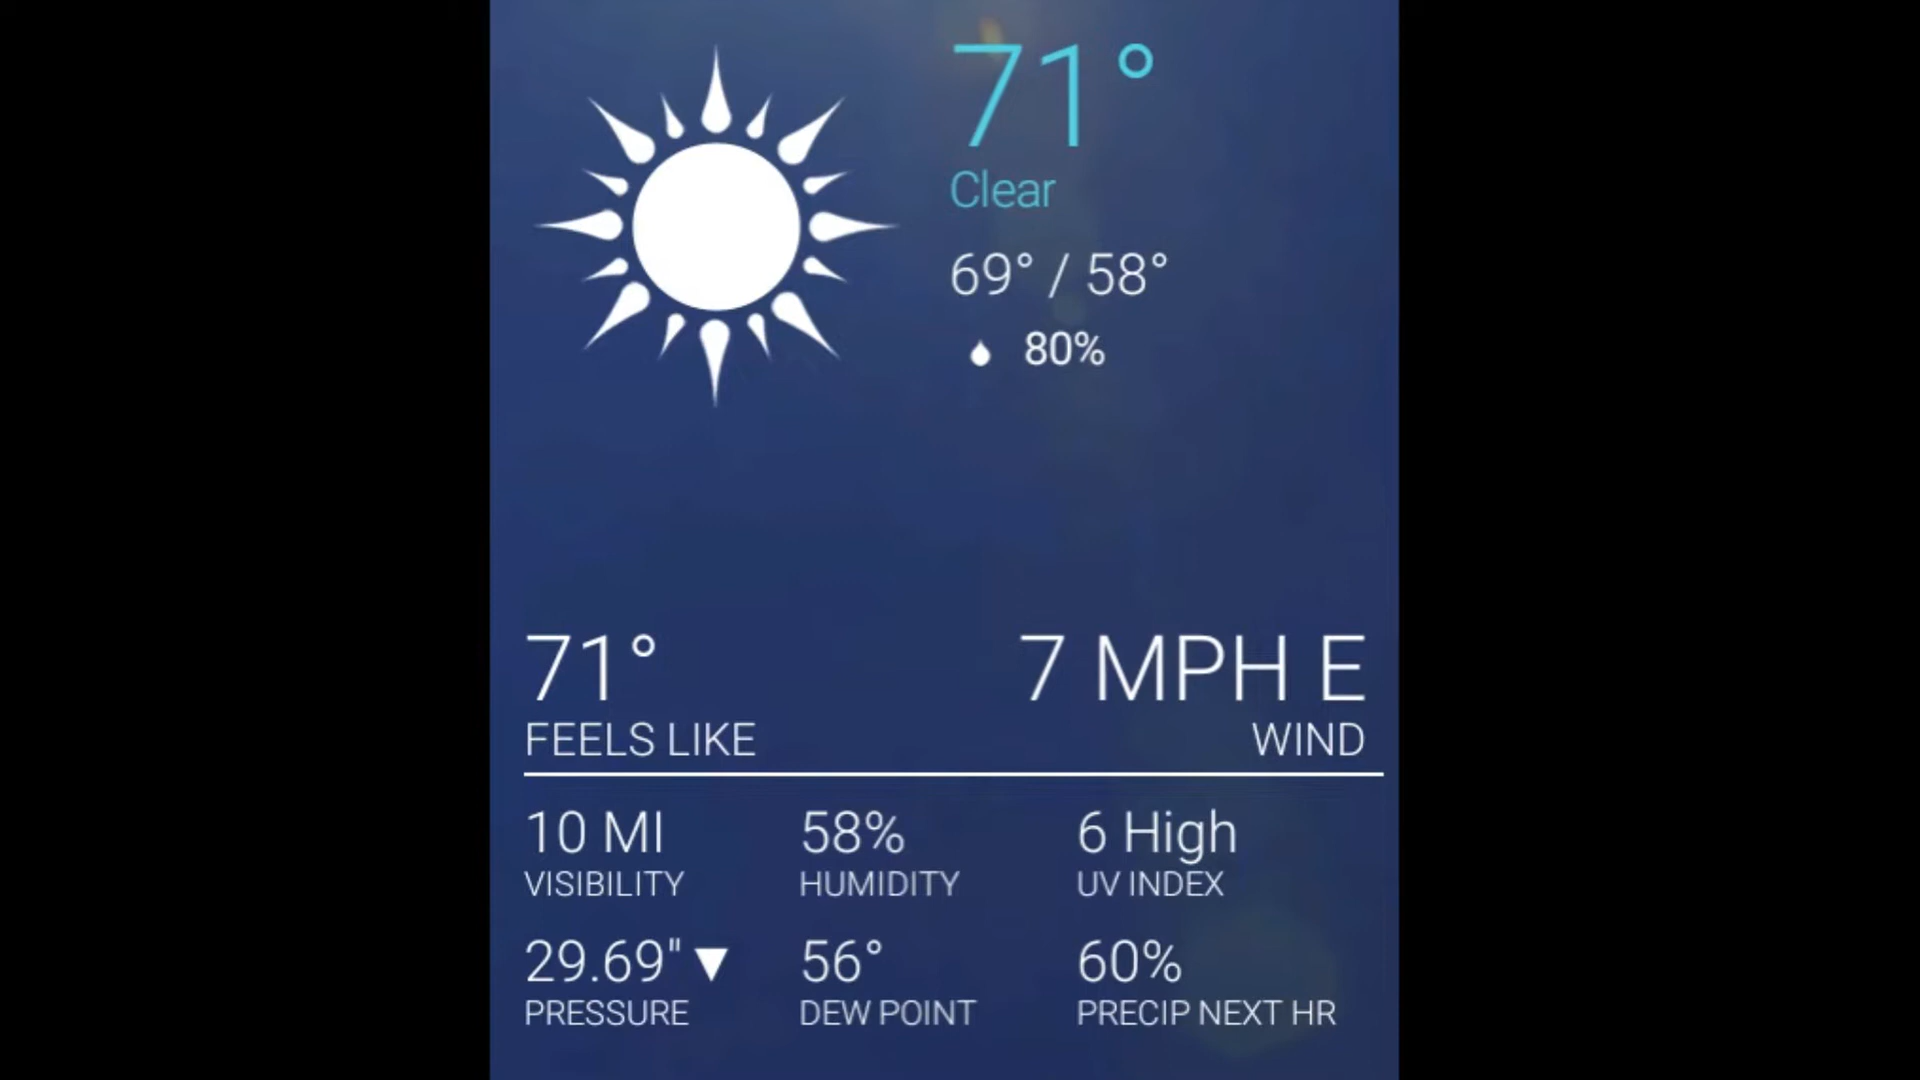 71°
Clear
69° / 58°
80%
71°
FEELS LIKE
7 MPH E
WIND
10 MI
VISIBILITY
58%
HUMIDITY
6 High
UV INDEX
29.69" ▼
PRESSURE
56°
DEW POINT
60%
PRECIP NEXT HR